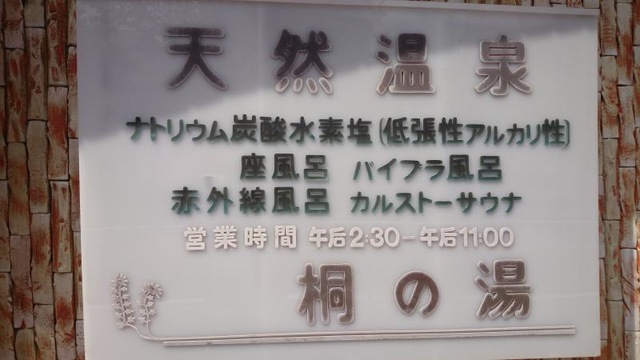 天然温泉
ナトリウム炭酸水素塩(低張性アルカリ性)
座風呂 バイブラ風呂
赤外線風呂 カルストーサウナ
営業時間 午后2:30-午后11:00
桐の湯